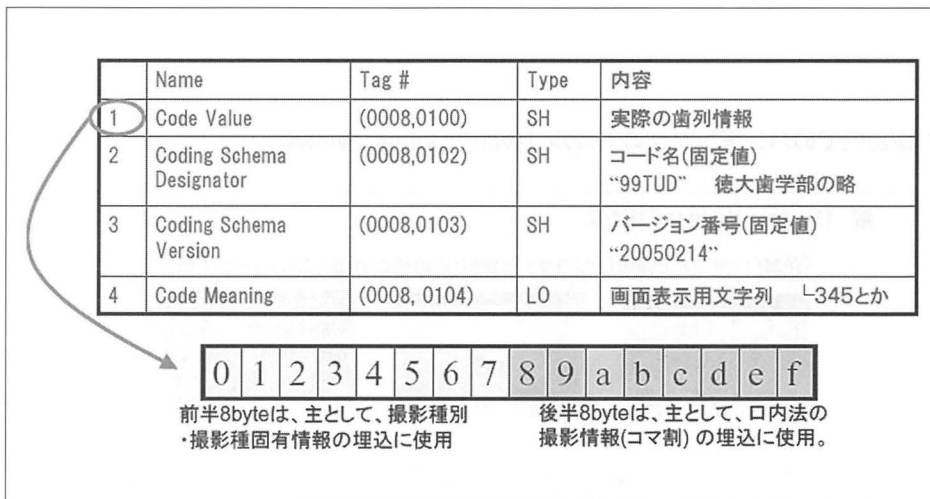 Name Tag # Type 内容
1 Code Value (0008,0100) SH 実際の歯列情報
2 Coding Schema Designator (0008,0102) SH コード名(固定値)
“99TUD” 徳大歯学部の略
3 Coding Schema Version (0008,0103) SH バージョン番号(固定値)
“20050214”
4 Code Meaning (0008, 0104) LO 画面表示用文字列 └345とか
0 1 2 3 4 5 6 7 8 9 a b c d e f
前半8byteは、主として、撮影種別
・撮影種固有情報の埋込に使用
後半8byteは、主として、口内法の
撮影情報(コマ割) の埋込に使用。